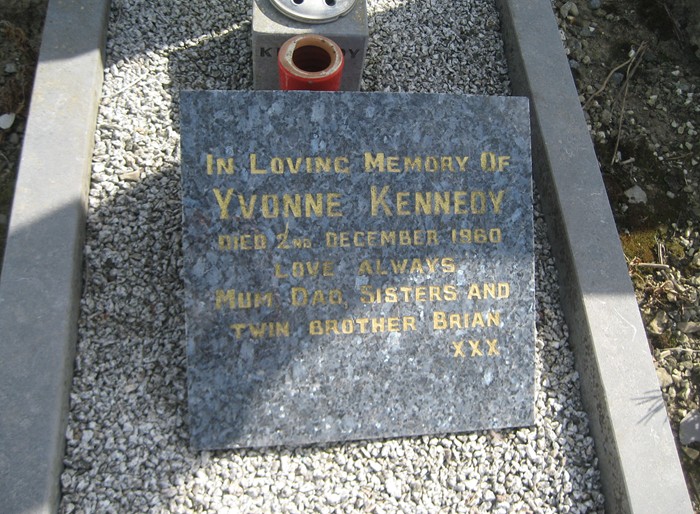 KENNEDY
IN LOVING MEMORY OF
YVONNE KENNEDY
DIED 2ND DECEMBER 1960
LOVE ALWAYS
MUM, DAD, SISTERS AND
TWIN BROTHER BRIAN.
XXX